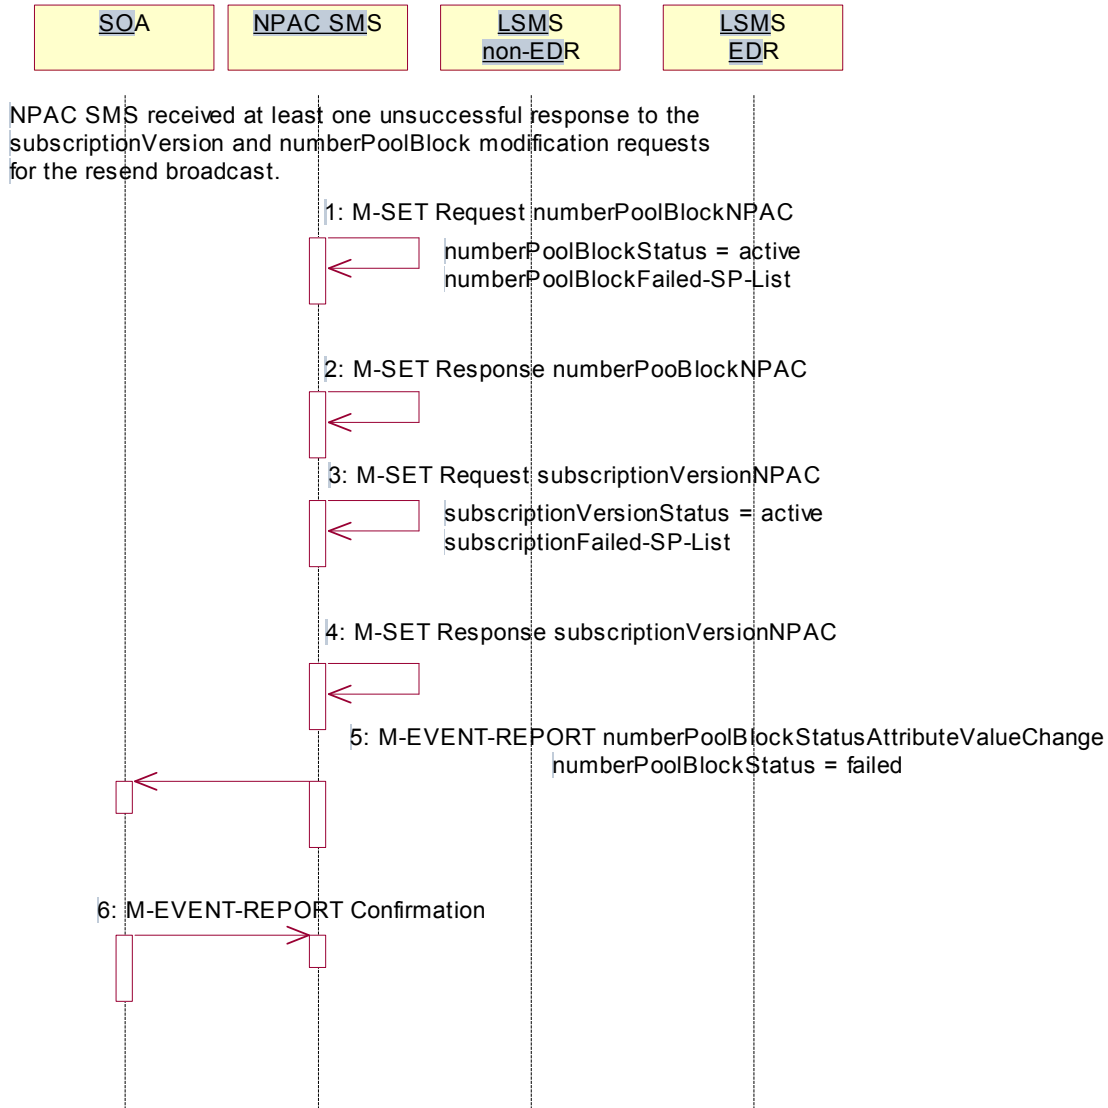 SOA
NPAC SMS
LSMS
non-EDR
LSMS
EDR
NPAC SMS received at least one unsuccessful response to the
subscriptionVersion and numberPoolBlock modification requests
for the resend broadcast.
1: M-SET Request numberPoolBlockNPAC
numberPoolBlockStatus = active
numberPoolBlockFailed-SP-List
2: M-SET Response numberPooBlockNPAC
3: M-SET Request subscriptionVersionNPAC
subscriptionVersionStatus = active
subscriptionFailed-SP-List
4: M-SET Response subscriptionVersionNPAC
5: M-EVENT-REPORT numberPoolBlockStatusAttributeValueChange
numberPoolBlockStatus = failed
6: M-EVENT-REPORT Confirmation